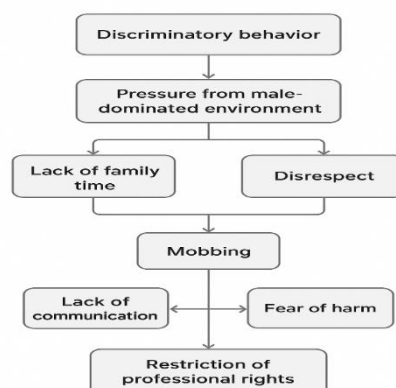 Discriminatory behavior
Pressure from male-
dominated environment
Lack of family
time
Disrespect
Mobbing
Lack of
communication
Fear of harm
Restriction of
professional rights